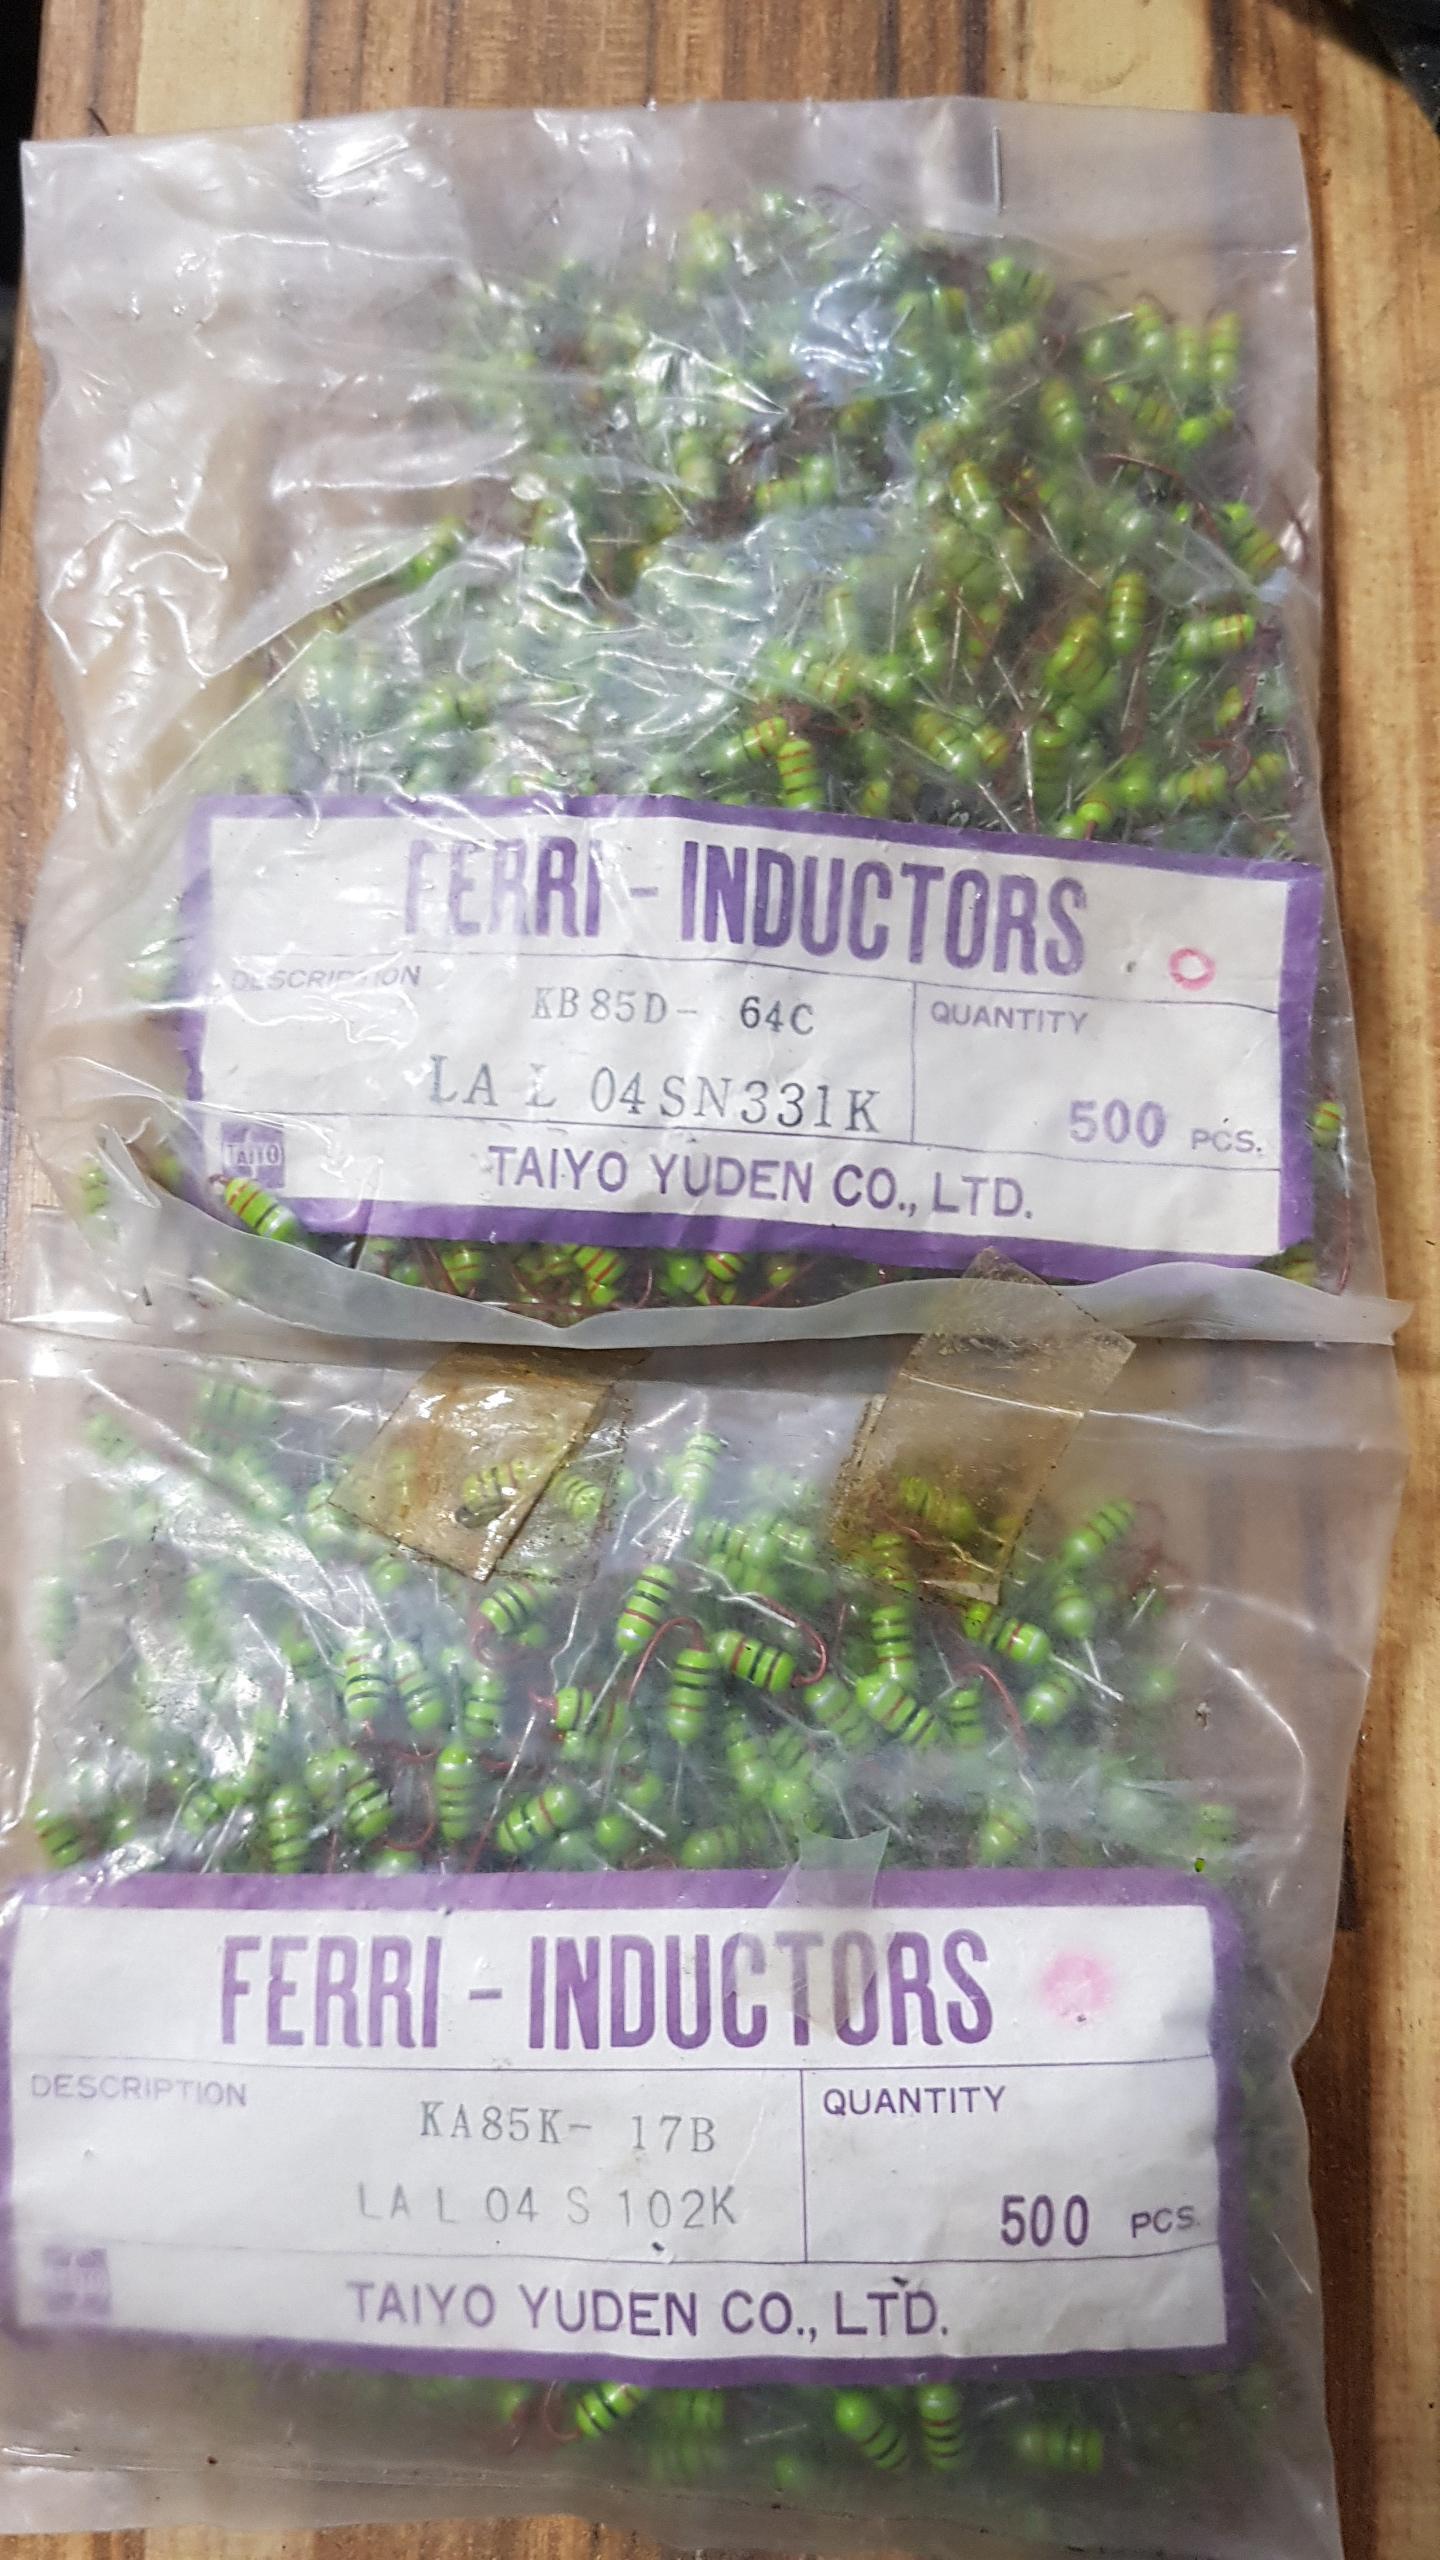 FERRI-INDUCTORS
DESCRIPTION
KB85D- 64C
QUANTITY
LA L 04SN331K
500 PCS.
TAIYO
TAIYO YUDEN CO., LTD.
FERRI-INDUCTORS
DESCRIPTION
KA85K- 17B
QUANTITY
LA L 04 S 102K
500 PCS.
TAIYO YUDEN CO., LTD.